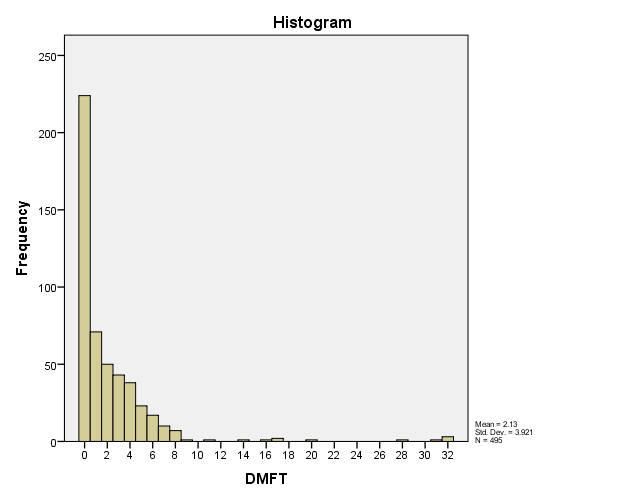 Histogram
250
200
150
100
50
0
Frequency
0 2 4 6 8 10 12 14 16 18 20 22 24 26 28 30 32
DMFT
Mean = 2.13
Std. Dev. = 3.921
N = 495